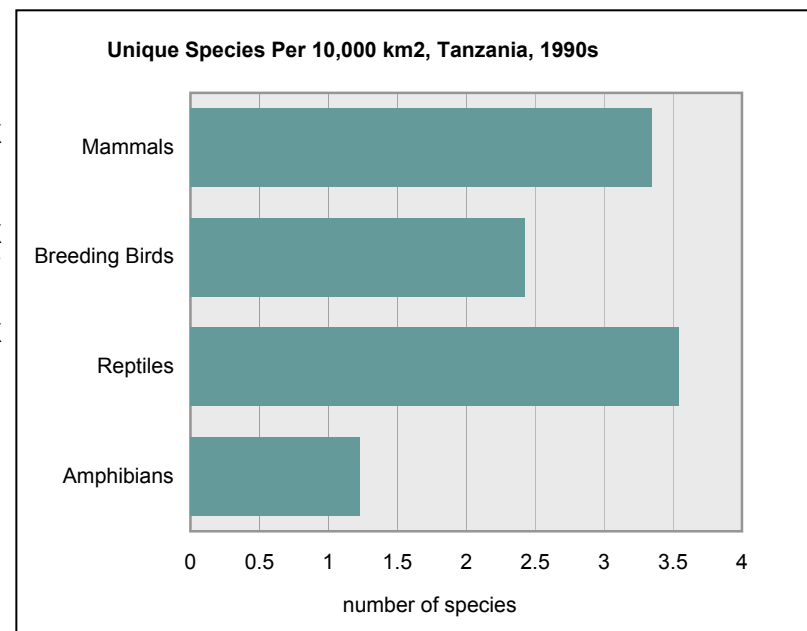 Unique Species Per 10,000 km2, Tanzania, 1990s
Mammals
Breeding Birds
Reptiles
Amphibians
0 0.5 1 1.5 2 2.5 3 3.5 4
number of species